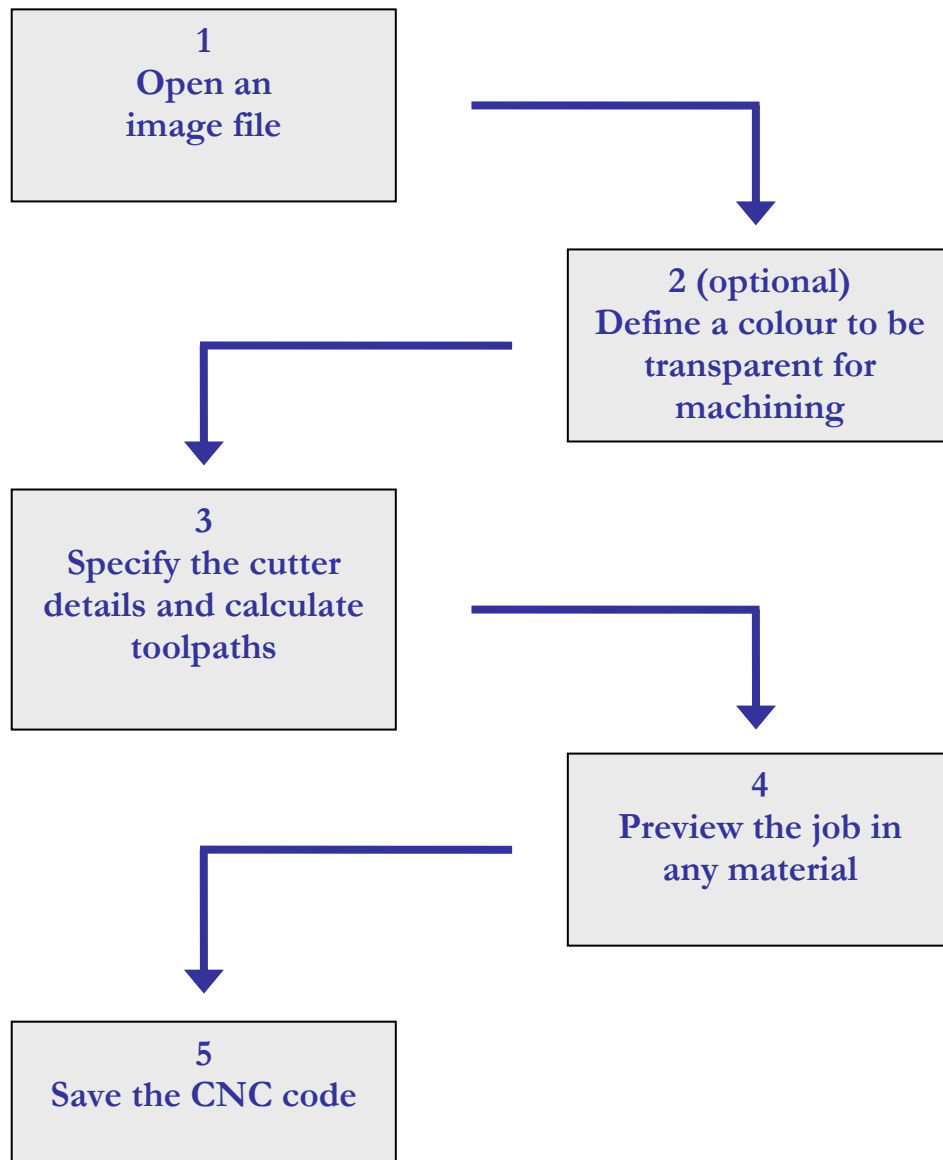 1
Open an
image file
2 (optional)
Define a colour to be
transparent for
machining
3
Specify the cutter
details and calculate
toolpaths
4
Preview the job in
any material
5
Save the CNC code